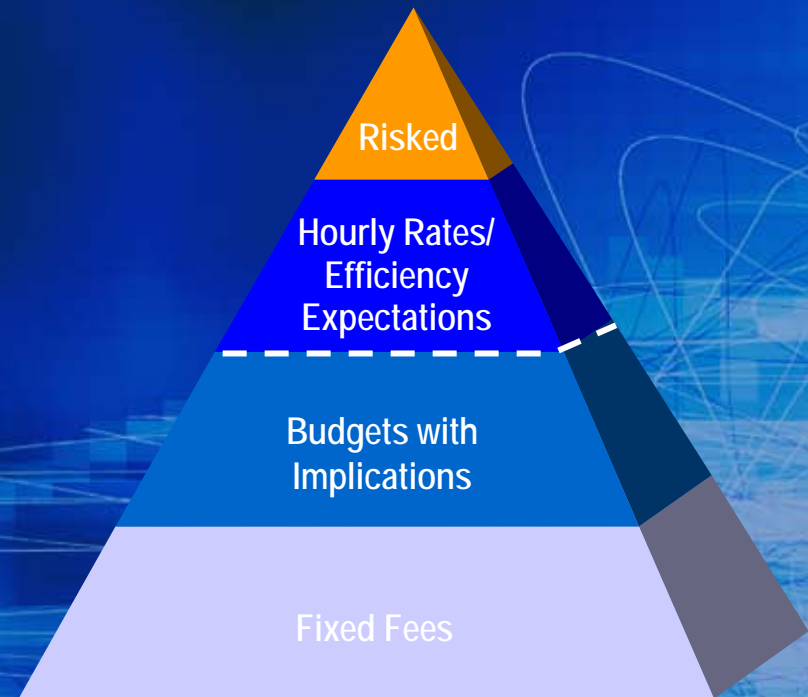 Risked
Hourly Rates/
Efficiency
Expectations
Budgets with
Implications
Fixed Fees